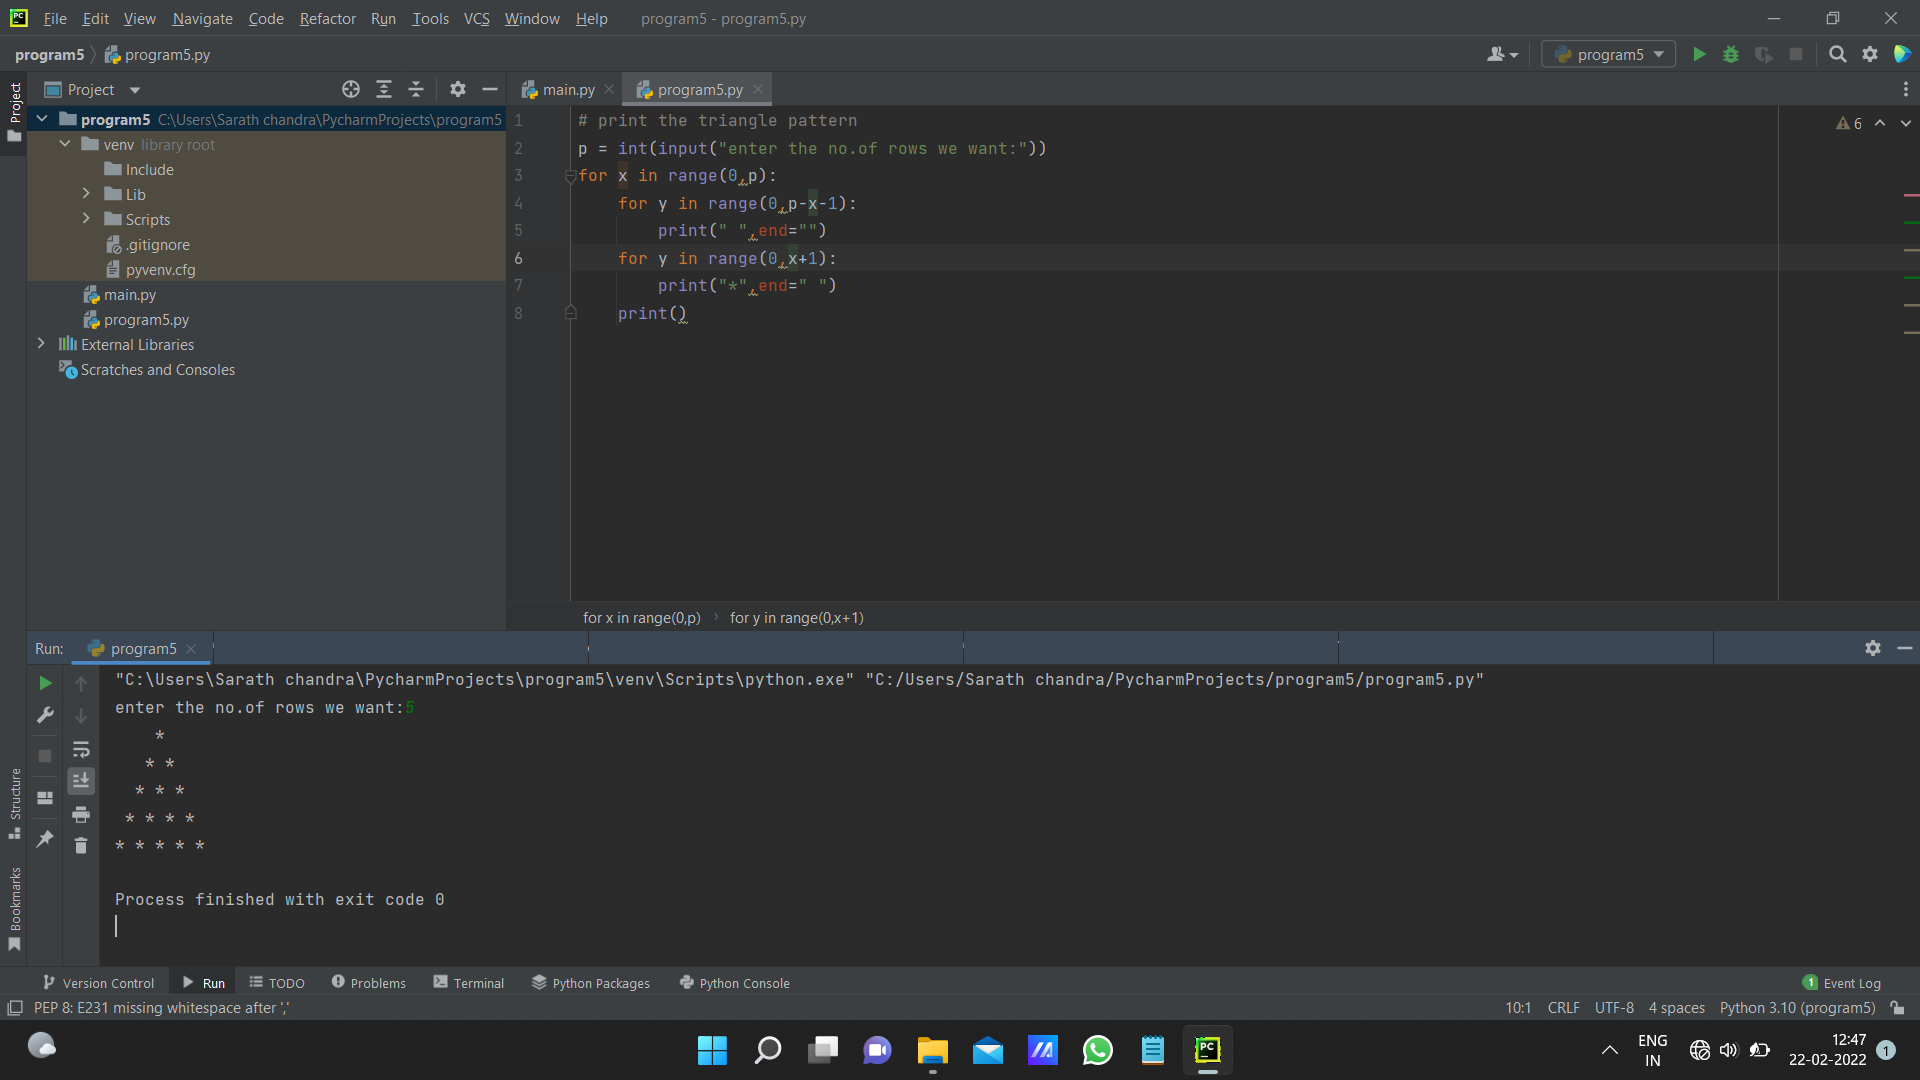 PC File Edit View Navigate Code Refactor Run Tools VCS Window Help program5 - program5.py
program5 program5.py
program5
Project
Project
main.py
program5.py
program5 C:\Users\Sarath chandra\PycharmProjects\program5
venv library root
Include
Lib
Scripts
.gitignore
pyvenv.cfg
main.py
program5.py
External Libraries
Scratches and Consoles
6
1 # print the triangle pattern
2 p = int(input("enter the no.of rows we want:"))
3 for x in range(0,p):
4     for y in range(0,p-x-1):
5         print(" ",end="")
6     for y in range(0,x+1):
7         print("*",end=" ")
8     print()
for x in range(0,p) for y in range(0,x+1)
Run: program5
"C:\Users\Sarath chandra\PycharmProjects\program5\venv\Scripts\python.exe" "C:/Users/Sarath chandra/PycharmProjects/program5/program5.py"
enter the no.of rows we want:5
    *
   * *
  * * *
 * * * *
* * * * *
Process finished with exit code 0
Structure
Bookmarks
Version Control Run TODO Problems Terminal Python Packages Python Console 1 Event Log
PEP 8: E231 missing whitespace after ',' 10:1 CRLF UTF-8 4 spaces Python 3.10 (program5)
PC
ENG
IN
12:47
22-02-2022
1